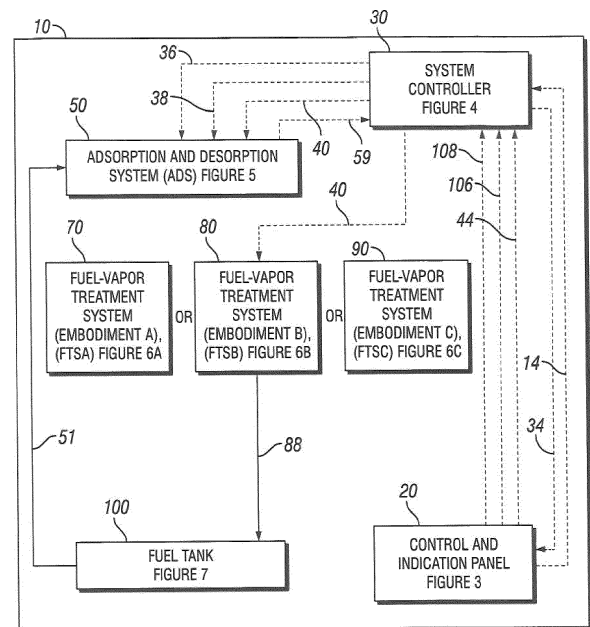 10
30
36
SYSTEM
CONTROLLER
FIGURE 4
38
50
40
59
108
ADSORPTION AND DESORPTION
SYSTEM (ADS) FIGURE 5
106
40
44
70
80
90
FUEL-VAPOR
TREATMENT
SYSTEM
(EMBODIMENT A),
(FTSA) FIGURE 6A
OR
FUEL-VAPOR
TREATMENT
SYSTEM
(EMBODIMENT B),
(FTSB) FIGURE 6B
OR
FUEL-VAPOR
TREATMENT
SYSTEM
(EMBODIMENT C),
(FTSC) FIGURE 6C
14
34
51
88
100
20
FUEL TANK
FIGURE 7
CONTROL AND
INDICATION PANEL
FIGURE 3